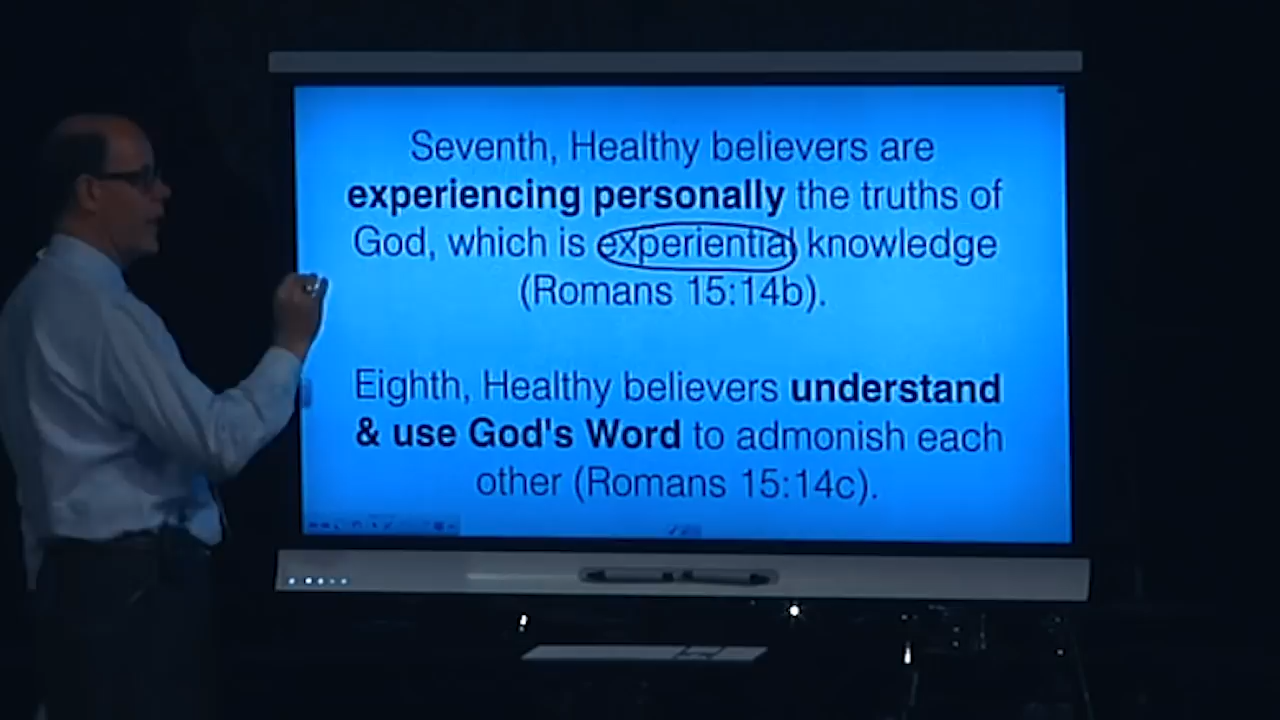 Seventh, Healthy believers are
experiencing personally the truths of
God, which is experiential knowledge
(Romans 15:14b).
Eighth, Healthy believers understand
& use God's Word to admonish each
other (Romans 15:14c).